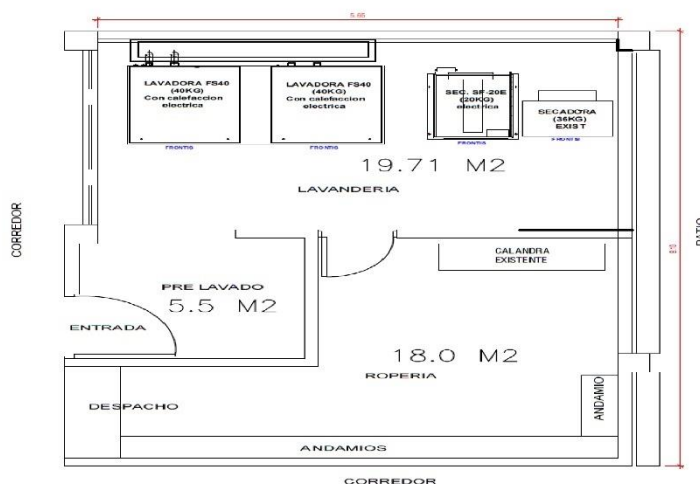 5.65
LAVADORA FS40
(40KG)
Con calefaccion
electrica
LAVADORA FS40
(40KG)
Con calefaccion
electrica
SEC. SF-20E
(20KG)
electrica
SECADORA
(36KG)
EXIST
FRONTIS
FRONTIS
FRONTIS
FRONTIS
19.71 M2
LAVANDERIA
CORREDOR
PATIO
CALANDRA
EXISTENTE
PRE LAVADO
5.5 M2
ENTRADA
18.0 M2
ROPERIA
DESPACHO
ANDAMIO
ANDAMIOS
CORREDOR